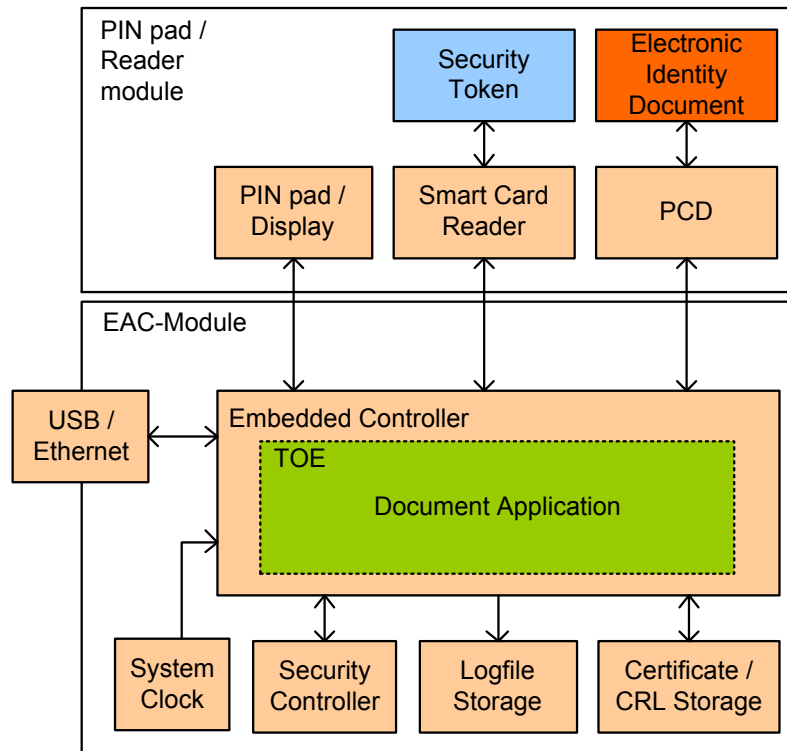 PIN pad /
Reader
module
Security
Token
Electronic
Identity
Document
PIN pad /
Display
Smart Card
Reader
PCD
EAC-Module
USB /
Ethernet
Embedded Controller
TOE
Document Application
System
Clock
Security
Controller
Logfile
Storage
Certificate /
CRL Storage